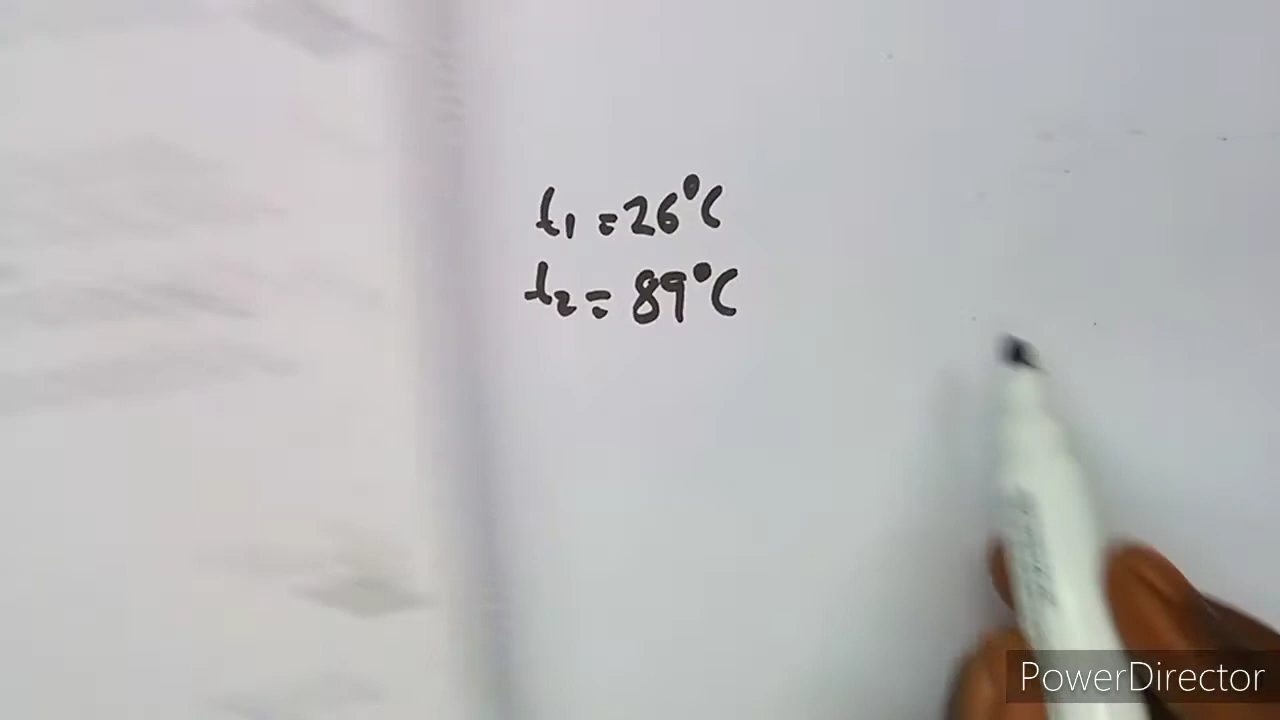 t₁ = 26°C
t₂ = 89°C
PowerDirector